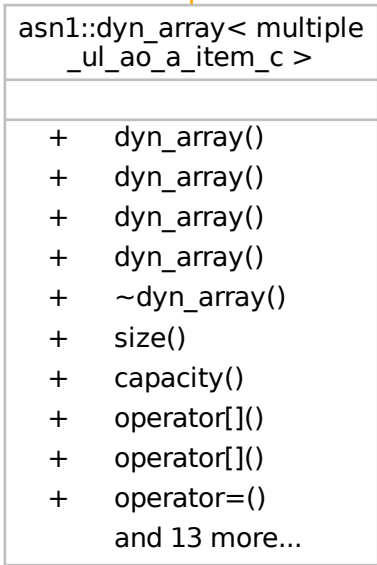 asn1::dyn_array< multiple
_ul_ao_a_item_c >
+ dyn_array()
+ dyn_array()
+ dyn_array()
+ dyn_array()
+ ~dyn_array()
+ size()
+ capacity()
+ operator[]()
+ operator[]()
+ operator=()
and 13 more...